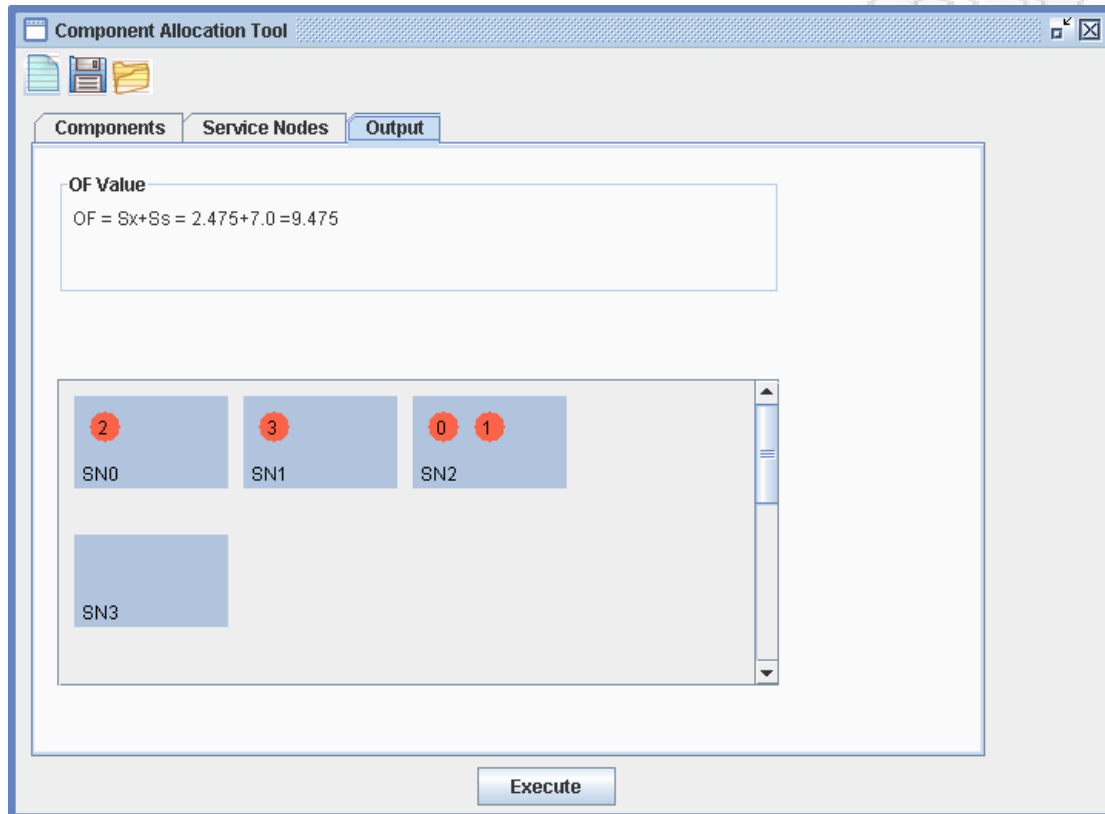 Component Allocation Tool
Components Service Nodes Output
OF Value
OF = Sx+Ss = 2.475+7.0 =9.475
2 3 0 1
SN0 SN1 SN2
SN3
Execute